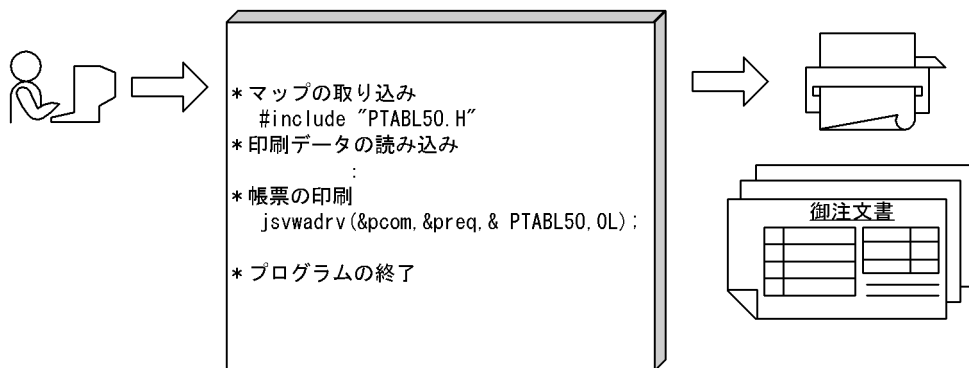 * マップの取り込み
#include "PTABL50.H"
* 印刷データの読み込み
:
* 帳票の印刷
jsvwadrv(&pcom,&preq,& PTABL50,0L);
* プログラムの終了
御注文書